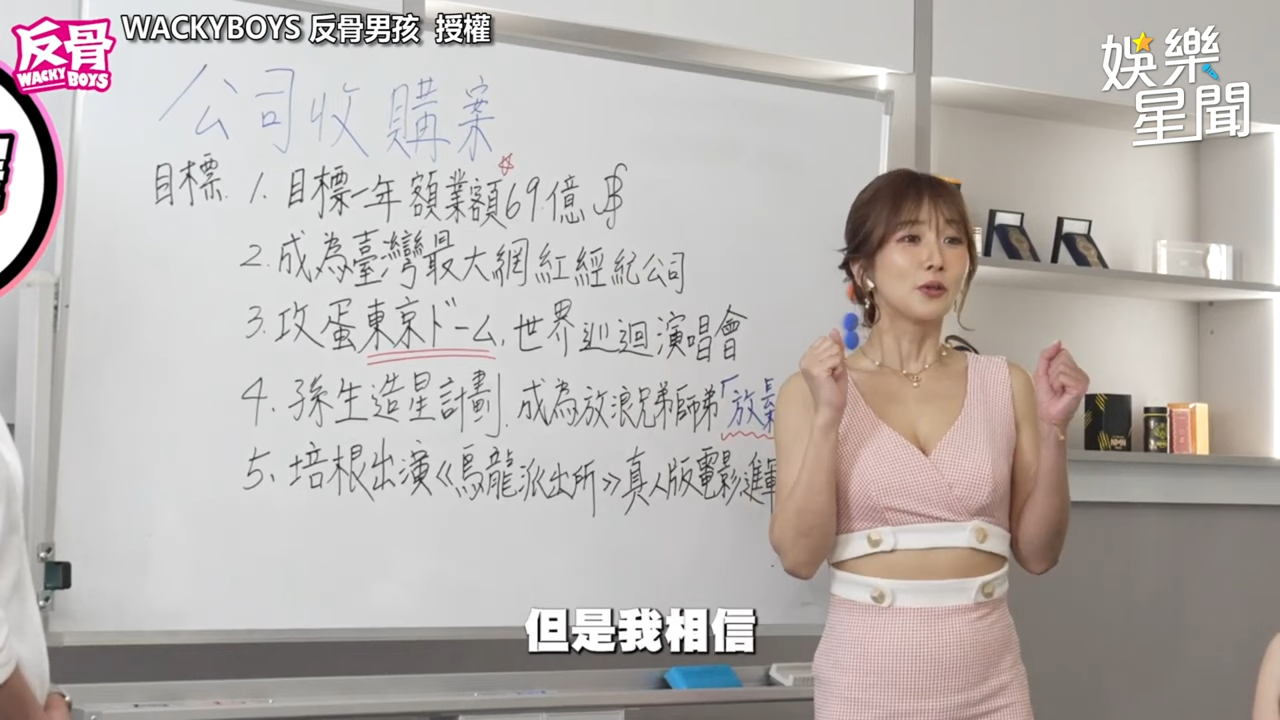 反骨
WACKY BOYS
WACKYBOYS 反骨男孩 授權
娛樂
星聞
公司收購案
目標 1. 目標一年額業額69億$
2. 成為臺灣最大網紅經紀公司
3. 攻蛋東京ドーム,世界巡迴演唱會
4. 孫生造星計劃,成為放浪兄弟師弟「放
5. 培根出演《烏龍派出所》真人版電影進
但是我相信